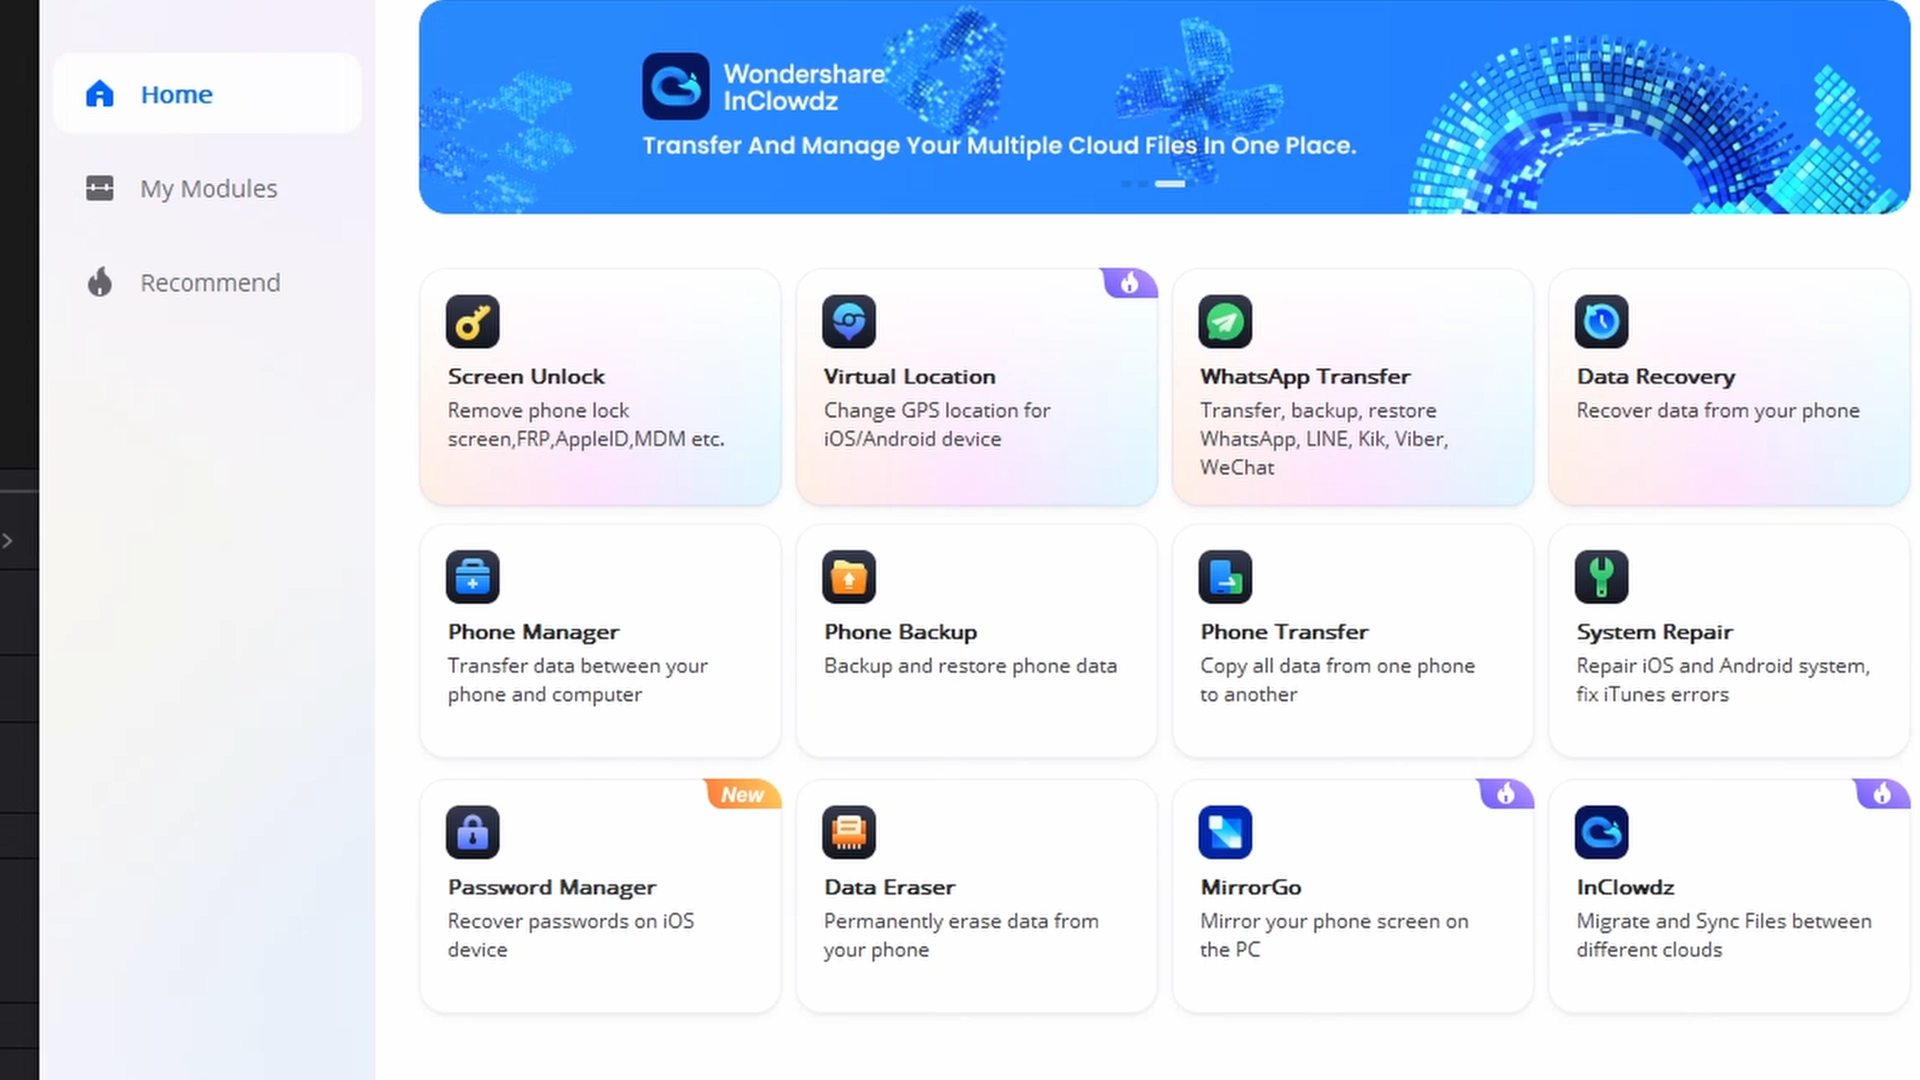 Home
My Modules
Recommend
Wondershare
InClowdz
Transfer And Manage Your Multiple Cloud Files In One Place.
Screen Unlock
Remove phone lock
screen,FRP,AppleID,MDM etc.
Virtual Location
Change GPS location for
iOS/Android device
WhatsApp Transfer
Transfer, backup, restore
WhatsApp, LINE, Kik, Viber,
WeChat
Data Recovery
Recover data from your phone
Phone Manager
Transfer data between your
phone and computer
Phone Backup
Backup and restore phone data
Phone Transfer
Copy all data from one phone
to another
System Repair
Repair iOS and Android system,
fix iTunes errors
New
Password Manager
Recover passwords on iOS
device
Data Eraser
Permanently erase data from
your phone
MirrorGo
Mirror your phone screen on
the PC
InClowdz
Migrate and Sync Files between
different clouds